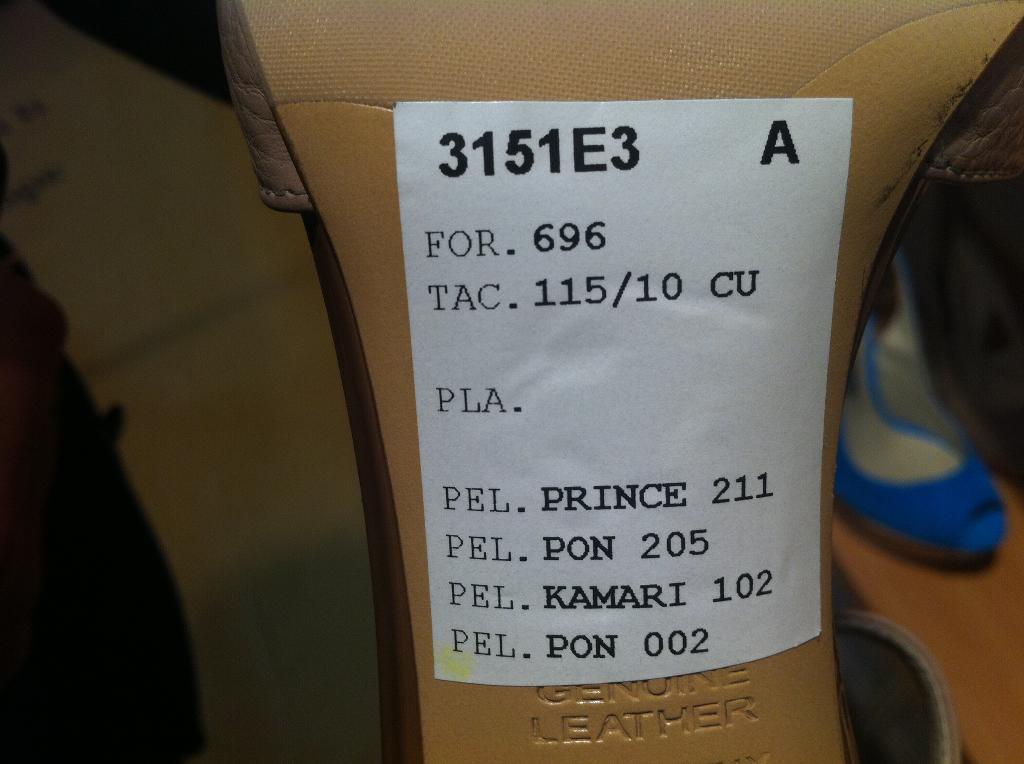 3151E3 A
FOR. 696
TAC. 115/10 CU
PLA.
PEL. PRINCE 211
PEL. PON 205
PEL. KAMARI 102
PEL. PON 002
GENUINE
LEATHER